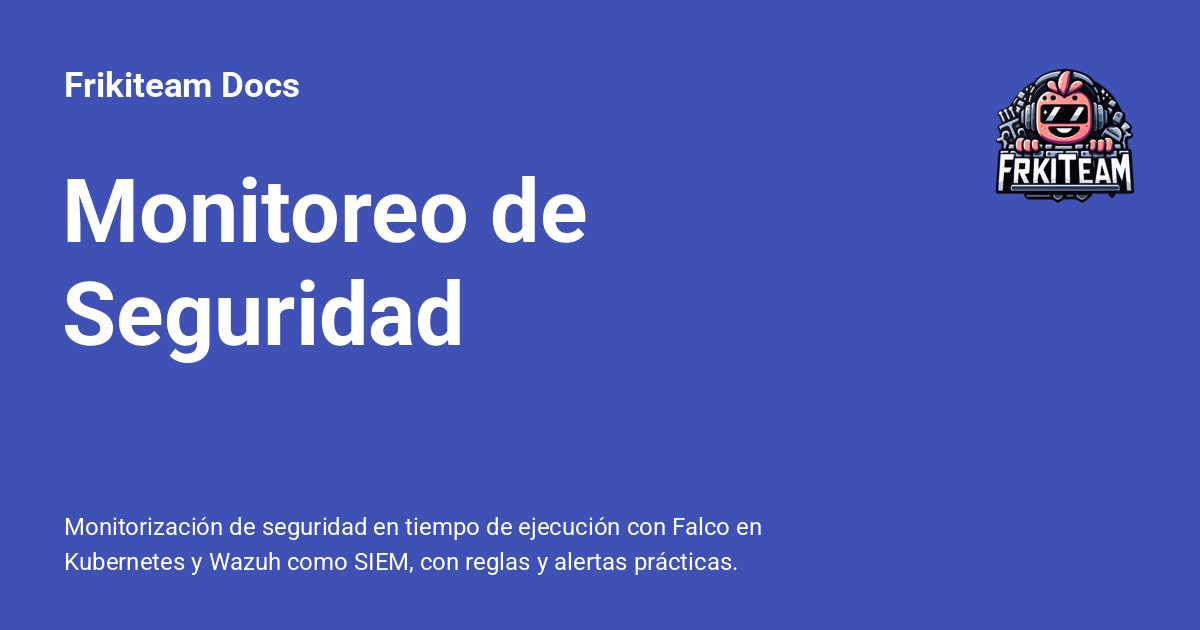 Frikiteam Docs
FRKITEAM
Monitoreo de
Seguridad
Monitorización de seguridad en tiempo de ejecución con Falco en
Kubernetes y Wazuh como SIEM, con reglas y alertas prácticas.